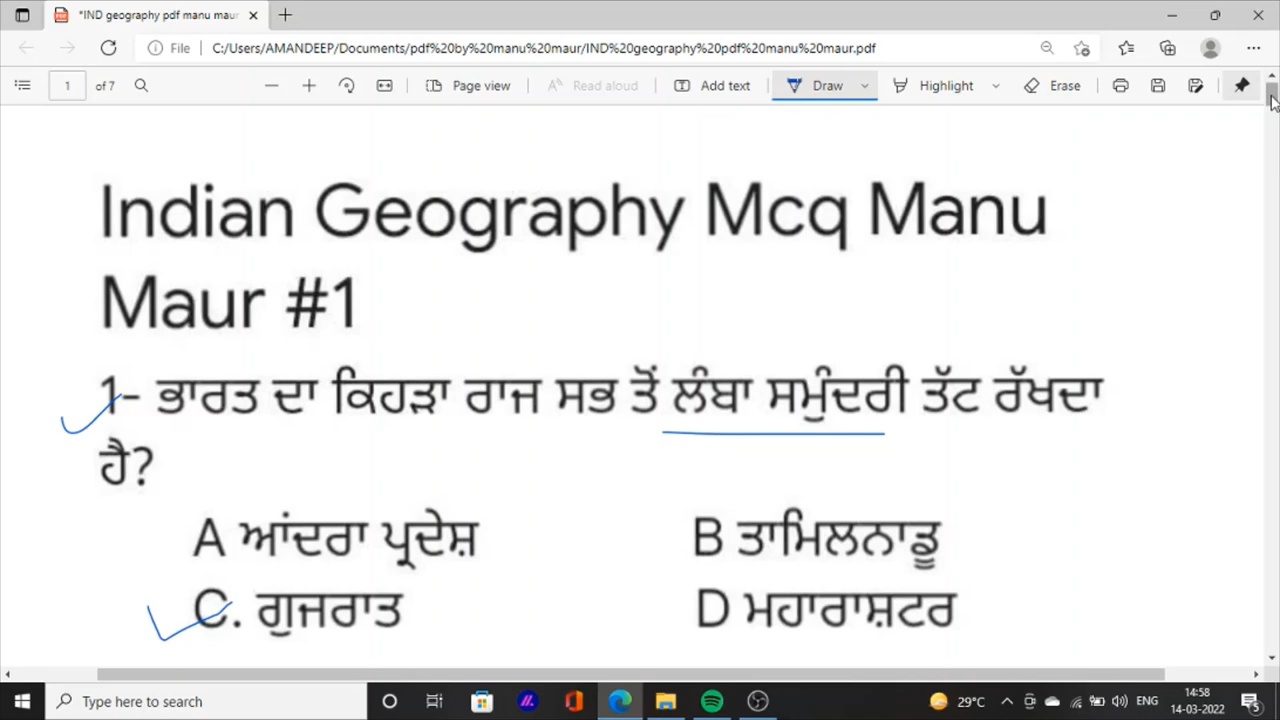 *IND geography pdf manu maur
File C:/Users/AMANDEEP/Documents/pdf%20by%20manu%20maur/IND%20geography%20pdf%20manu%20maur.pdf
1 of 7 Page view Read aloud Add text Draw Highlight Erase
Indian Geography Mcq Manu
Maur #1
1- ਭਾਰਤ ਦਾ ਕਿਹੜਾ ਰਾਜ ਸਭ ਤੋਂ ਲੰਬਾ ਸਮੁੰਦਰੀ ਤੱਟ ਰੱਖਦਾ
ਹੈ?
A ਆਂਦਰਾ ਪ੍ਰਦੇਸ਼ B ਤਾਮਿਲਨਾਡੂ
C. ਗੁਜਰਾਤ D ਮਹਾਰਾਸ਼ਟਰ
Type here to search 29°C ENG 14:58
14-03-2022 5